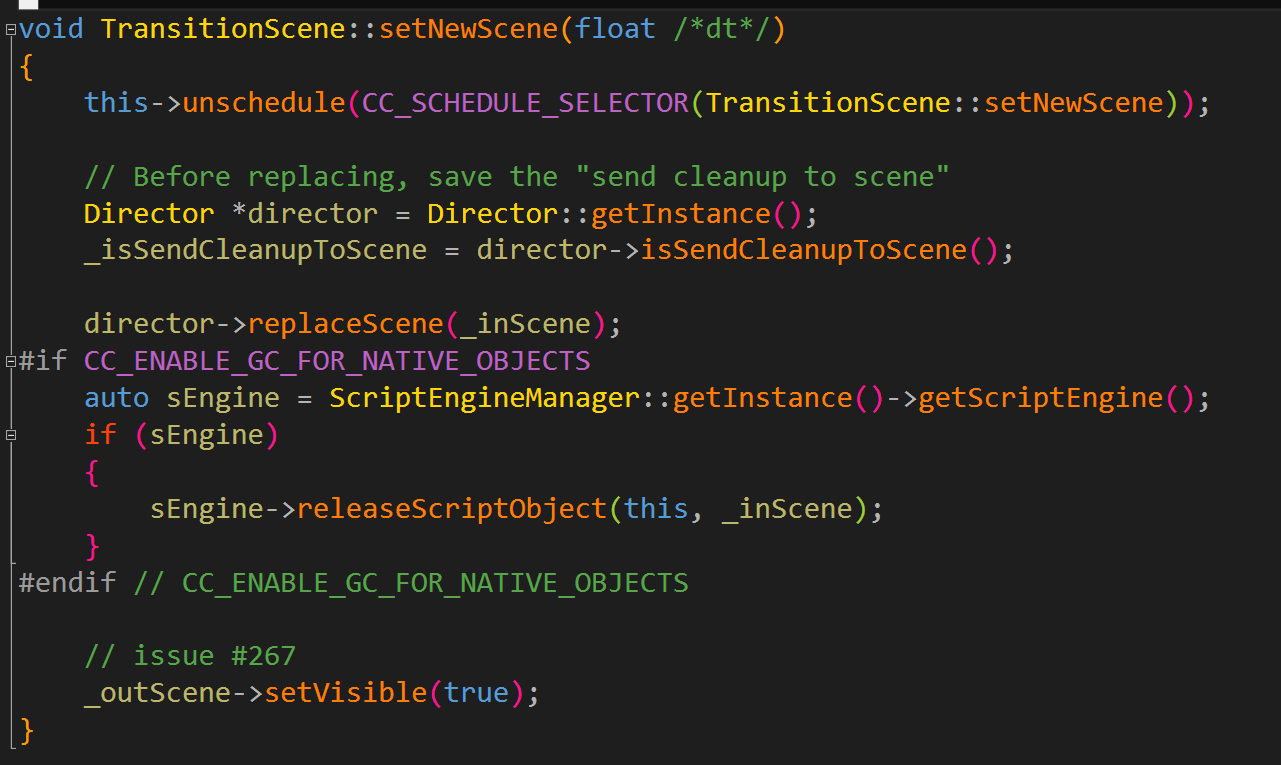 void TransitionScene::setNewScene(float /*dt*/)
{
    this->unschedule(CC_SCHEDULE_SELECTOR(TransitionScene::setNewScene));

    // Before replacing, save the "send cleanup to scene"
    Director *director = Director::getInstance();
    _isSendCleanupToScene = director->isSendCleanupToScene();

    director->replaceScene(_inScene);
#if CC_ENABLE_GC_FOR_NATIVE_OBJECTS
    auto sEngine = ScriptEngineManager::getInstance()->getScriptEngine();
    if (sEngine)
    {
        sEngine->releaseScriptObject(this, _inScene);
    }
#endif // CC_ENABLE_GC_FOR_NATIVE_OBJECTS

    // issue #267
    _outScene->setVisible(true);
}